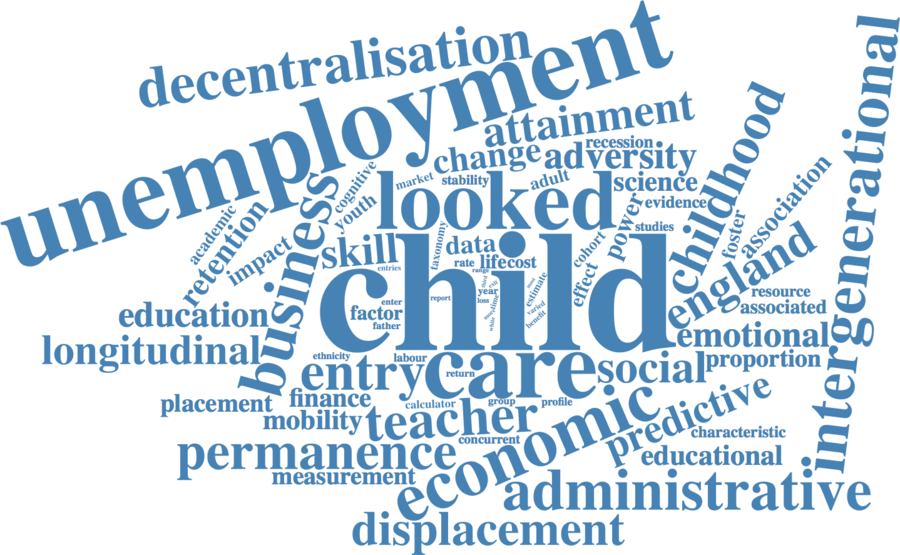 decentralisation
unemployment
attainment
recession
change
adversity
intergenerational
childhood
cognitive
market
stability
adult
science
evidence
association
academic
retention
youth
business
looked
power
studies
foster
impact
skill
taxonomy
data
cohort
england
entries
rate
lifecost
range
child
effect
estimate
year
report
loss
varied
benefit
resource
associated
education
enter
factor
father
emotional
longitudinal
ethnicity
labour
entry
care
return
social
proportion
placement
finance
calculator
group
profile
mobility
teacher
economic
predictive
characteristic
concurrent
permanence
educational
measurement
administrative
displacement